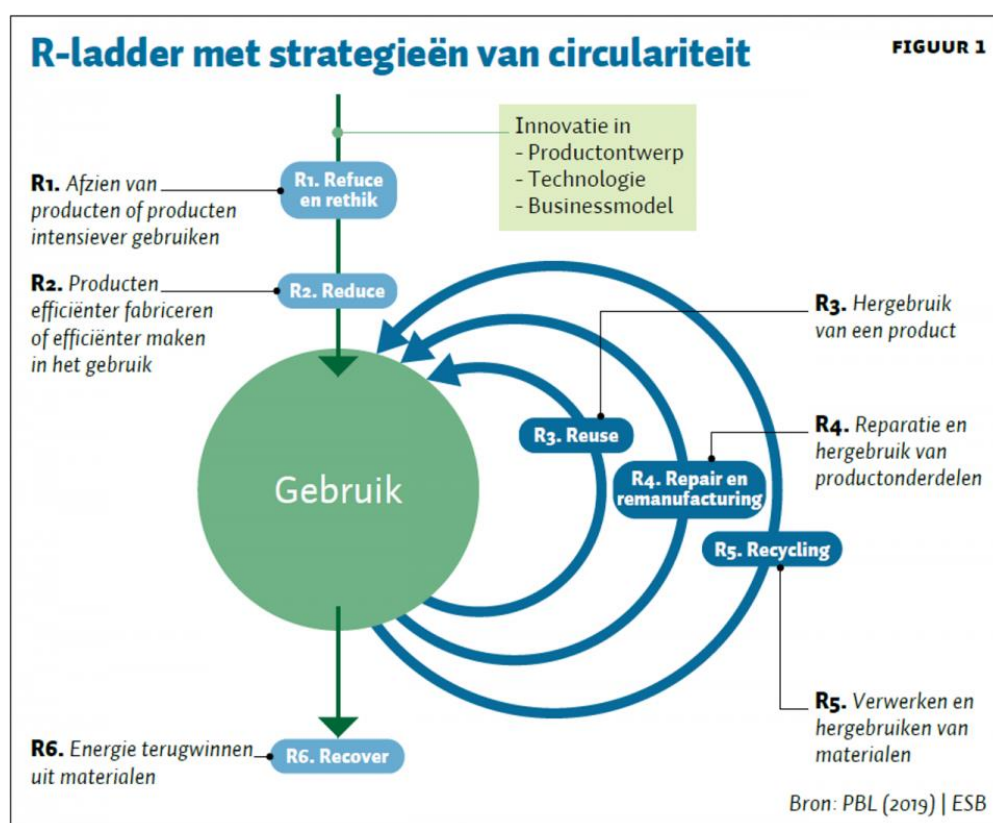 R-ladder met strategieën van circulariteit
FIGUUR 1
Innovatie in
- Productontwerp
- Technologie
- Businessmodel
R1. Afzien van
producten of producten
intensiever gebruiken
R1. Refuce
en rethik
R2. Producten
efficiënter fabriceren
of efficiënter maken
in het gebruik
R2. Reduce
R3. Hergebruik
van een product
R3. Reuse
R4. Reparatie en
hergebruik van
productonderdelen
R4. Repair en
remanufacturing
Gebruik
R5. Recycling
R5. Verwerken en
hergebruiken van
materialen
R6. Energie terugwinnen
uit materialen
R6. Recover
Bron: PBL (2019) | ESB